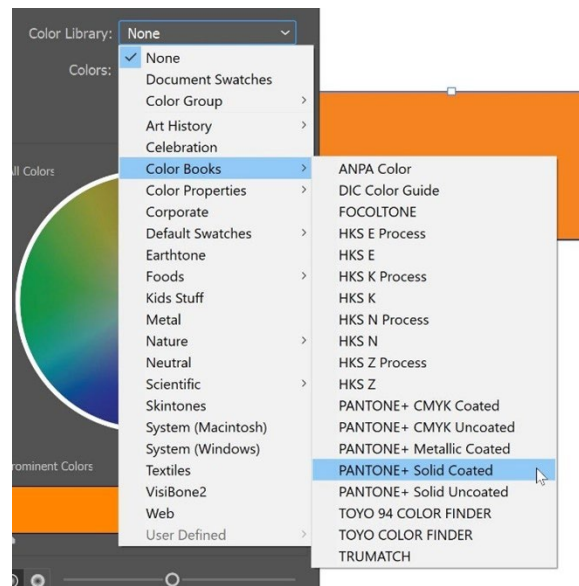 Color Library: None
Colors:
None
Document Swatches
Color Group
Art History
Celebration
Color Books
Color Properties
Corporate
Default Swatches
Earthtone
Foods
Kids Stuff
Metal
Nature
Neutral
Scientific
Skintones
System (Macintosh)
System (Windows)
Textiles
VisiBone2
Web
User Defined
ll Colors
rominent Colors
ANPA Color
DIC Color Guide
FOCOLTONE
HKS E Process
HKS E
HKS K Process
HKS K
HKS N Process
HKS N
HKS Z Process
HKS Z
PANTONE+ CMYK Coated
PANTONE+ CMYK Uncoated
PANTONE+ Metallic Coated
PANTONE+ Solid Coated
PANTONE+ Solid Uncoated
TOYO 94 COLOR FINDER
TOYO COLOR FINDER
TRUMATCH